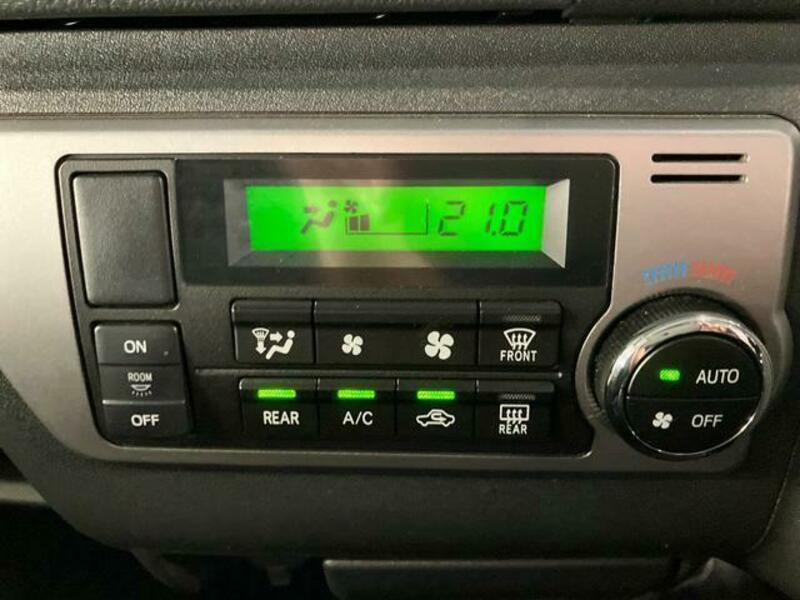 21.0
ON
ROOM
OFF
FRONT
REAR
A/C
REAR
AUTO
OFF